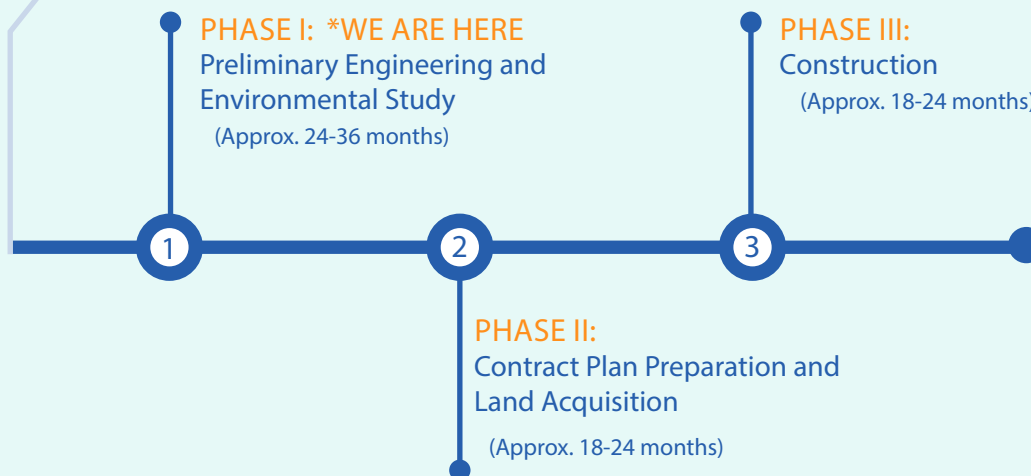 PHASE I:  *WE ARE HERE
Preliminary Engineering and
Environmental Study
(Approx. 24-36 months)
PHASE III:
Construction
(Approx. 18-24 months)
1
2
3
PHASE II:
Contract Plan Preparation and
Land Acquisition
(Approx. 18-24 months)